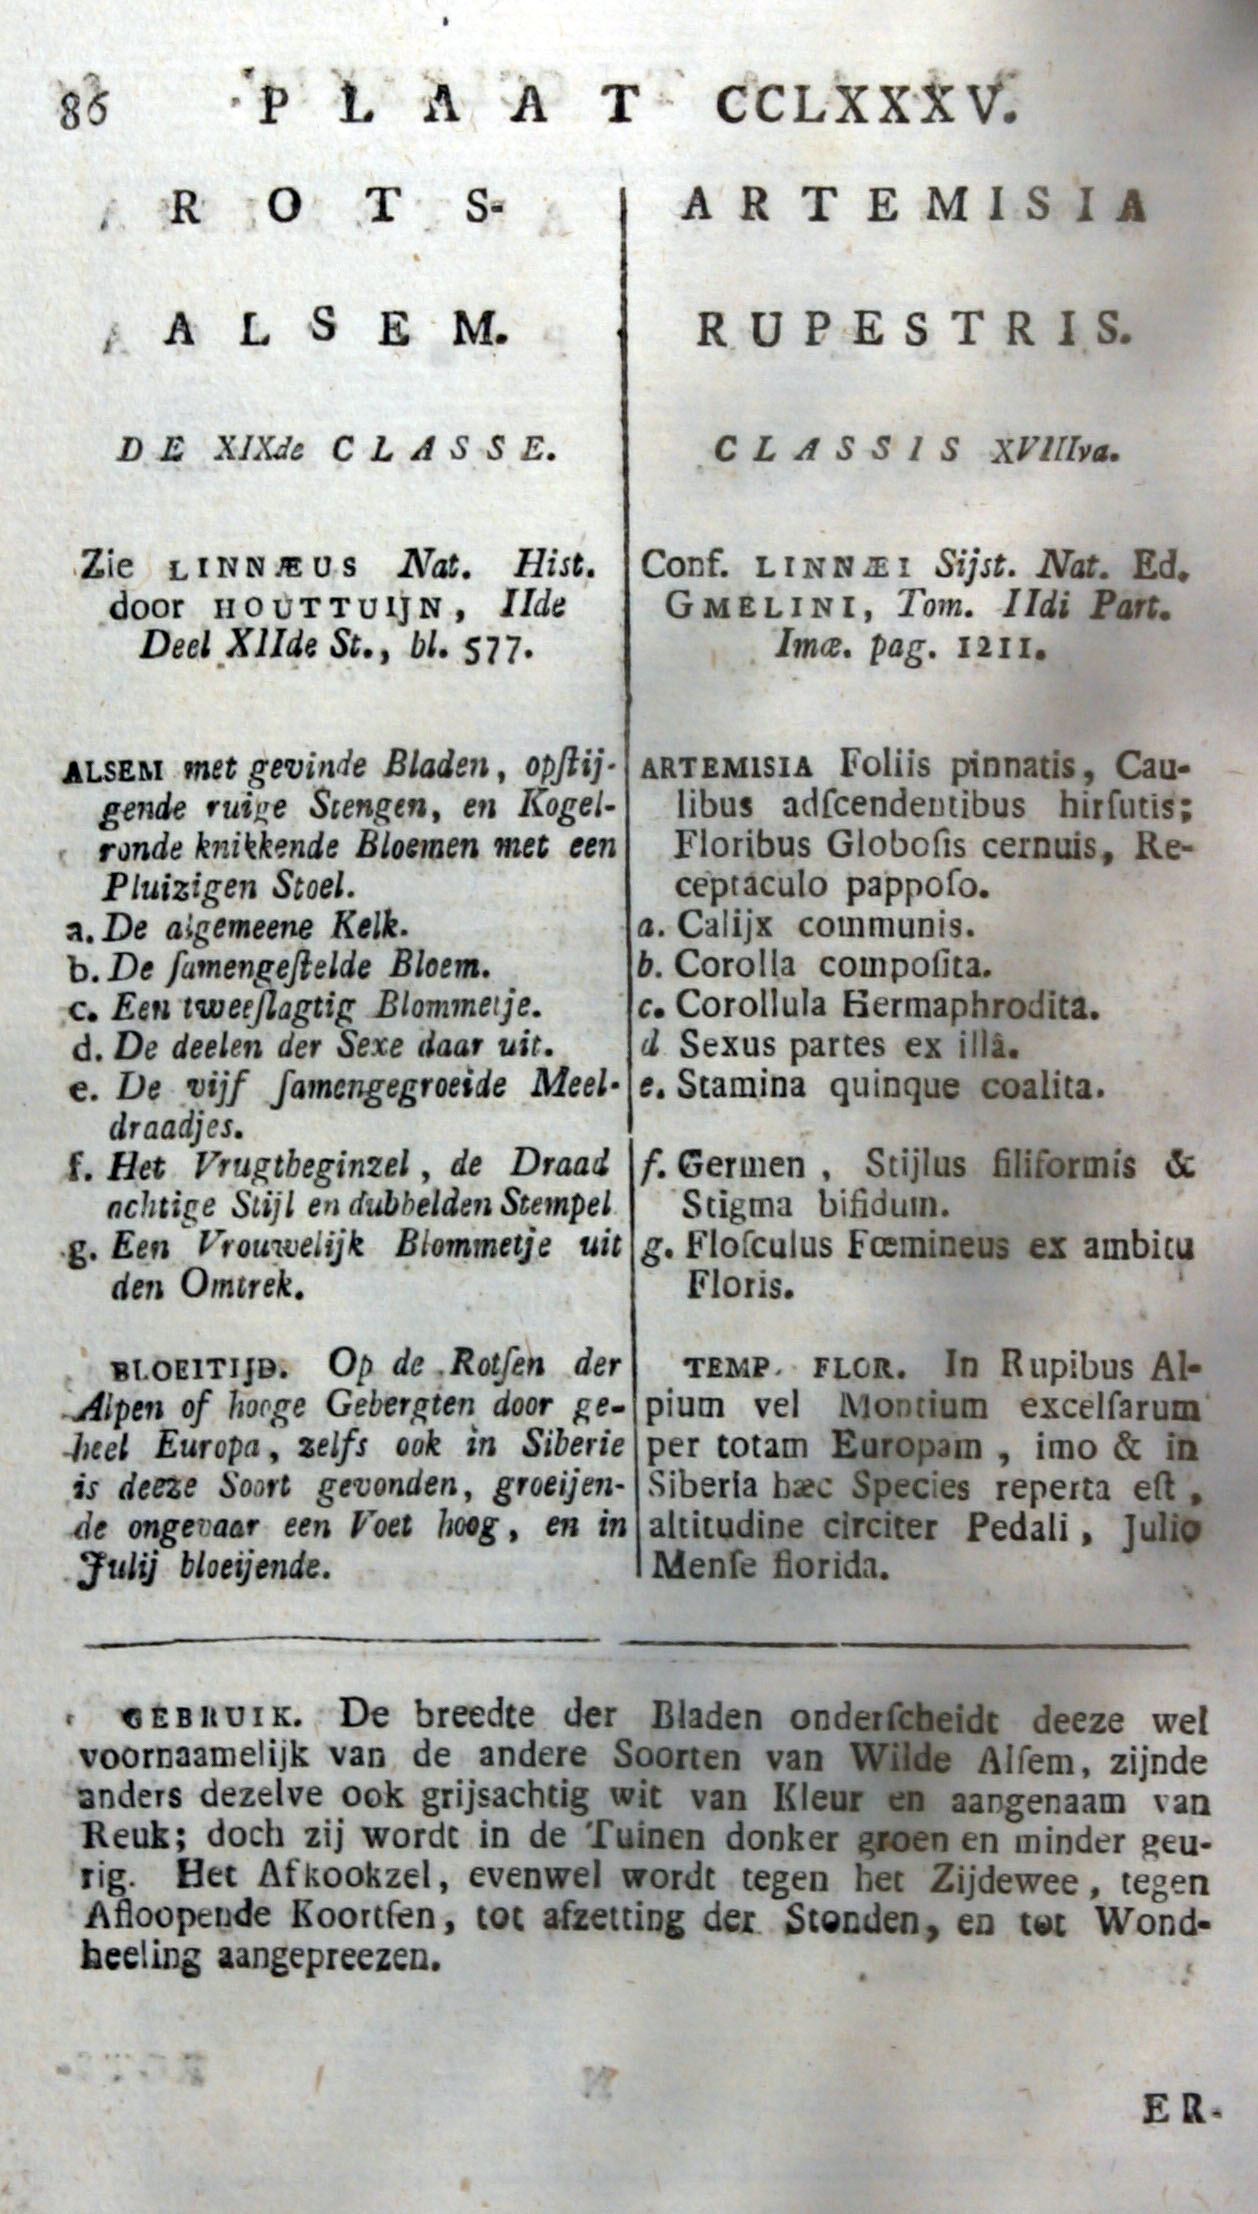 86 PLAAT CCLXXXV.
ROTS-
ALSEM.
DE XIXde CLASSE.
Zie LINNÆUS Nat. Hist.
door HOUTTUIJN, IIde
Deel XIIde St., bl. 577.
ALSEM met gevinde Bladen, opſtij-
gende ruige Stengen, en Kogel-
ronde knikkende Bloemen met een
Pluizigen Stoel.
a. De algemeene Kelk.
b. De ſamengeſtelde Bloem.
c. Een tweeſlagtig Blommetje.
d. De deelen der Sexe daar uit.
e. De vijf ſamengegroeide Meel-
draadjes.
f. Het Vrugtbeginzel, de Draad
achtige Stijl en dubbelden Stempel
g. Een Vrouwelijk Blommetje uit
den Omtrek.
BLOEITIJD. Op de Rotſen der
Alpen of hooge Gebergten door ge-
heel Europa, zelfs ook in Siberie
is deeze Soort gevonden, groeijen-
de ongevaar een Voet hoog, en in
Julij bloeijende.
ARTEMISIA
RUPESTRIS.
CLASSIS XVIIIIva.
Conf. LINNÆI Sijst. Nat. Ed.
GMELINI, Tom. IIdi Part.
Imæ. pag. 1211.
ARTEMISIA Foliis pinnatis, Cau-
libus adſcendentibus hirſutis;
Floribus Globoſis cernuis, Re-
ceptaculo pappoſo.
a. Calijx communis.
b. Corolla compoſita.
c. Corollula Hermaphrodita.
d Sexus partes ex illâ.
e. Stamina quinque coalita.
f. Germen, Stijlus filiformis &
Stigma bifidum.
g. Floſculus Fœmineus ex ambitu
Floris.
TEMP. FLOR. In Rupibus Al-
pium vel Montium excelſarum
per totam Europam, imo & in
Siberia hæc Species reperta eſt,
altitudine circiter Pedali, Julio
Menſe florida.
GEBRUIK. De breedte der Bladen onderſcheidt deeze wel
voornaamelijk van de andere Soorten van Wilde Alſem, zijnde
anders dezelve ook grijsachtig wit van Kleur en aangenaam van
Reuk; doch zij wordt in de Tuinen donker groen en minder geu-
rig. Het Afkookzel, evenwel wordt tegen het Zijdewee, tegen
Afloopende Koortſen, tot afzetting der Stonden, en tot Wond-
heeling aangepreezen.
ER-